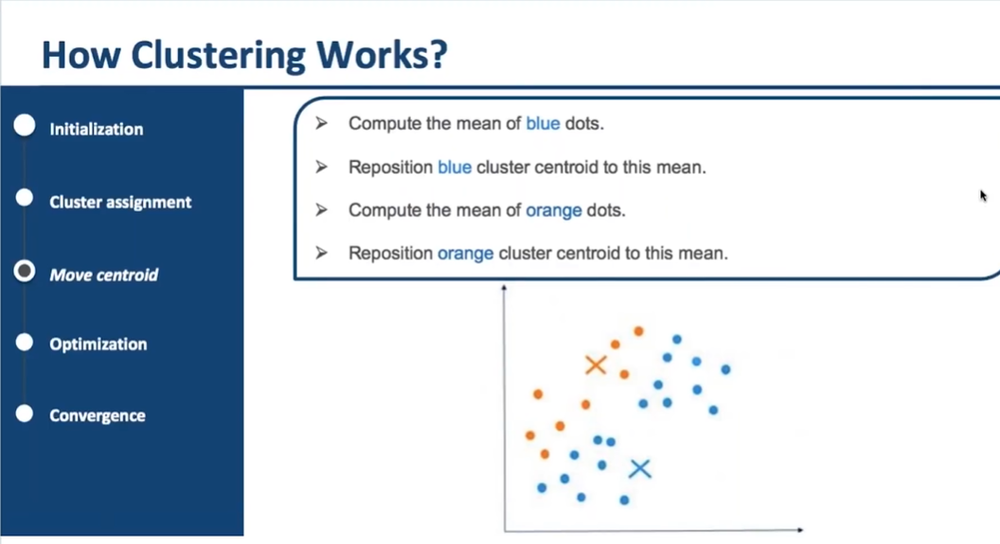 How Clustering Works?
Initialization
Cluster assignment
Move centroid
Optimization
Convergence
Compute the mean of blue dots.
Reposition blue cluster centroid to this mean.
Compute the mean of orange dots.
Reposition orange cluster centroid to this mean.